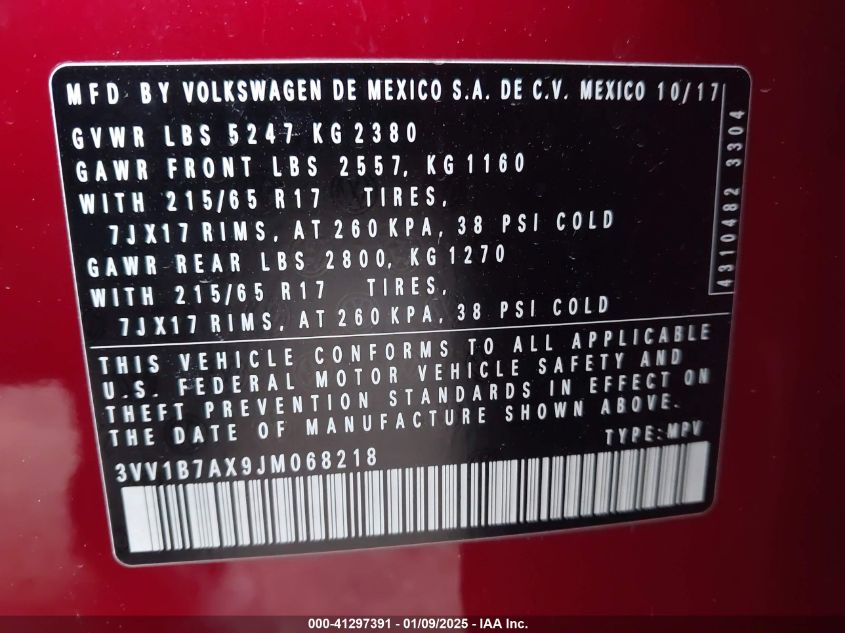 MFD BY VOLKSWAGEN DE MEXICO S.A. DE C.V. MEXICO 10/17
GVWR LBS 5247 KG 2380
GAWR FRONT LBS 2557, KG 1160
WITH 215/65 R17 TIRES,
7JX17 RIMS, AT 260 KPA, 38 PSI COLD
GAWR REAR LBS 2800, KG 1270
WITH 215/65 R17 TIRES,
7JX17 RIMS, AT 260 KPA, 38 PSI COLD
4310482 3304
THIS VEHICLE CONFORMS TO ALL APPLICABLE
U.S. FEDERAL MOTOR VEHICLE SAFETY AND
THEFT PREVENTION STANDARDS IN EFFECT ON
THE DATE OF MANUFACTURE SHOWN ABOVE.
TYPE: MPV
3VV1B7AX9JM068218
000-41297391 - 01/09/2025 - IAA Inc.